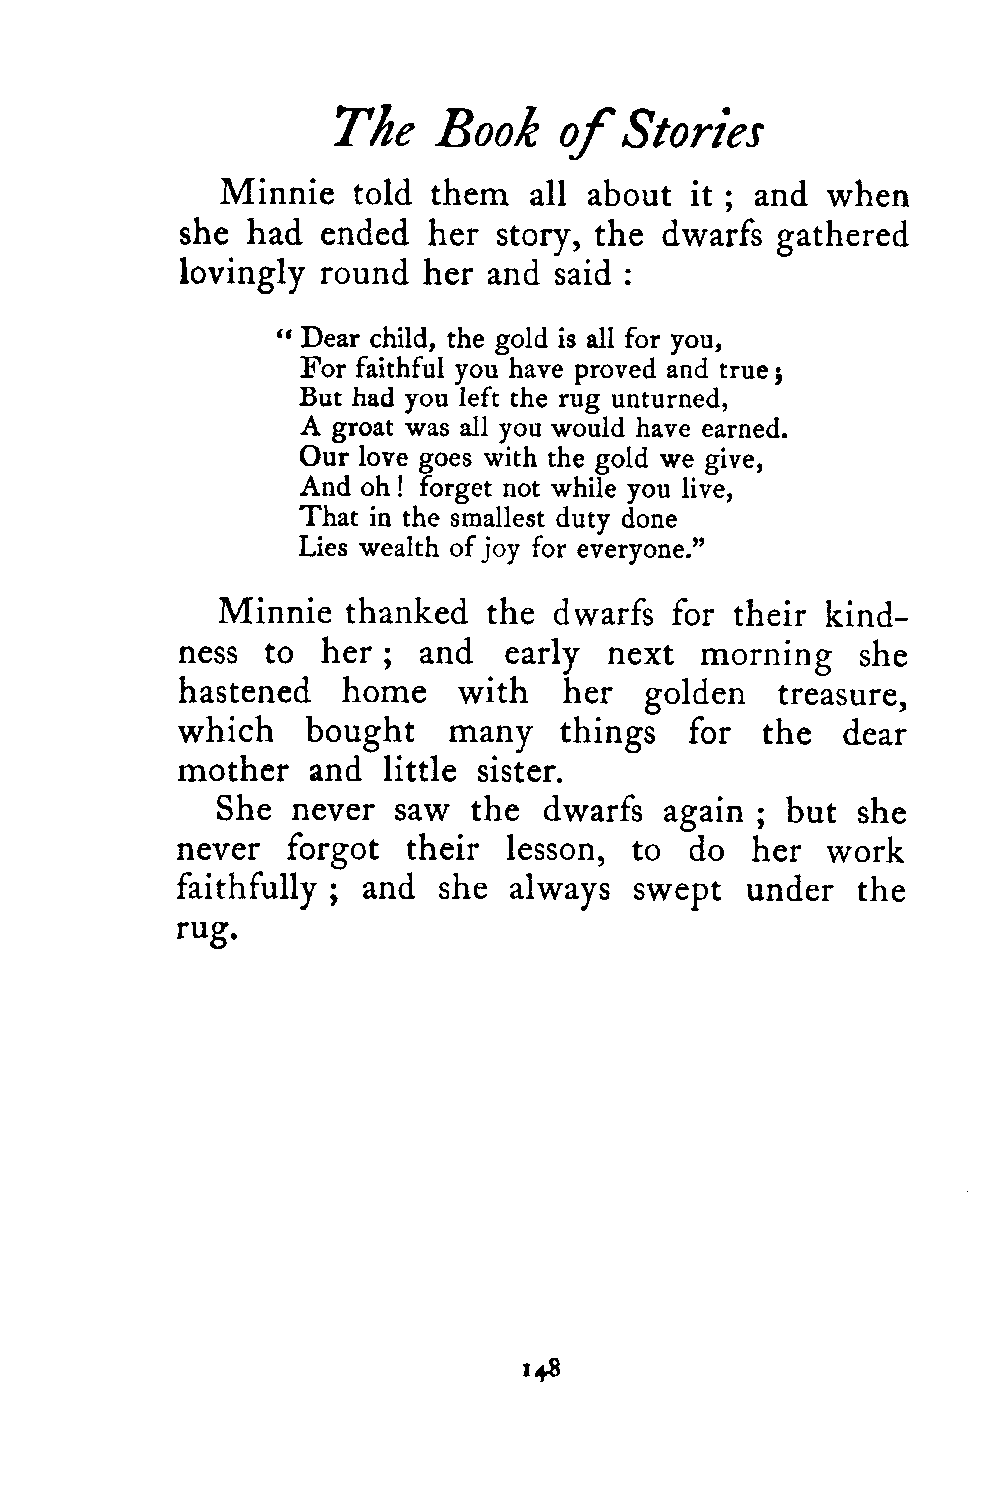 The Book of Stories
Minnie told them all about it ; and when
she had ended her story, the dwarfs gathered
lovingly round her and said :
“ Dear child, the gold is all for you,
For faithful you have proved and true ;
But had you left the rug unturned,
A groat was all you would have earned.
Our love goes with the gold we give,
And oh ! forget not while you live,
That in the smallest duty done
Lies wealth of joy for everyone.”
Minnie thanked the dwarfs for their kind-
ness to her ; and early next morning she
hastened home with her golden treasure,
which bought many things for the dear
mother and little sister.
She never saw the dwarfs again ; but she
never forgot their lesson, to do her work
faithfully ; and she always swept under the
rug.
148